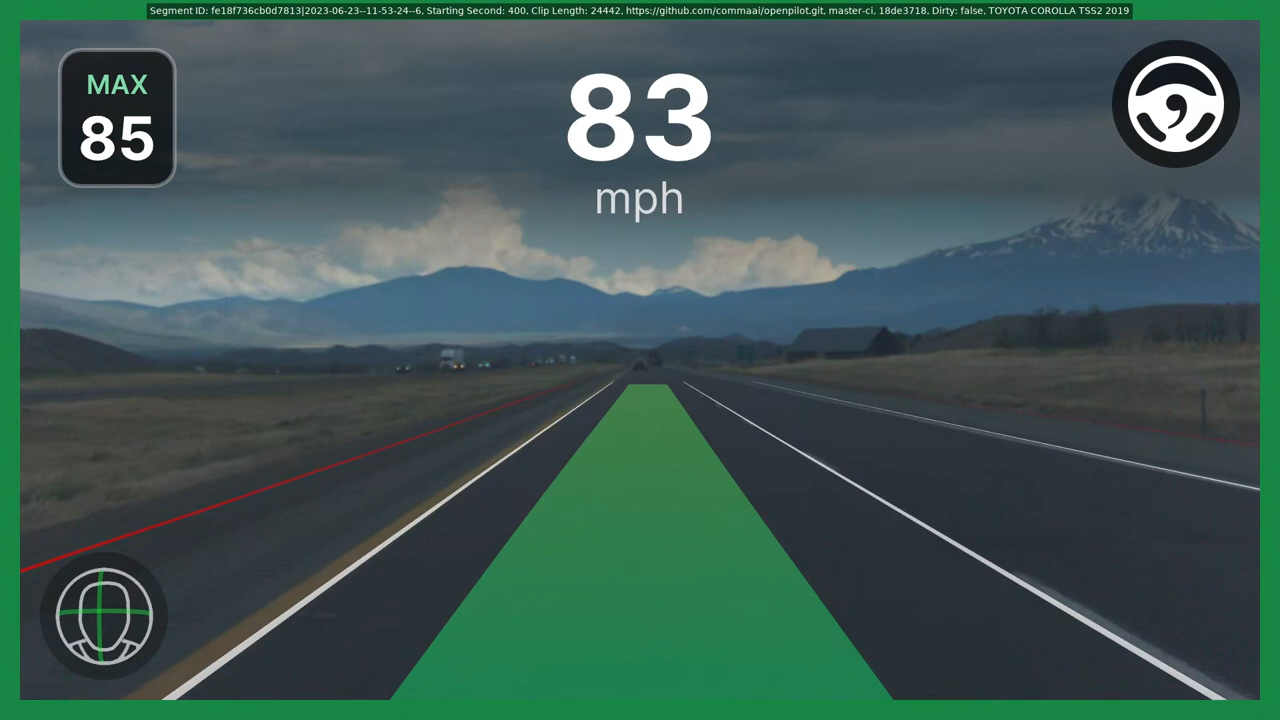 Segment ID: fe18f736cb0d7813|2023-06-23--11-53-24--6, Starting Second: 400, Clip Length: 24442, https://github.com/commaai/openpilot.git, master-ci, 18de3718, Dirty: false, TOYOTA COROLLA TSS2 2019
MAX
85
83
mph